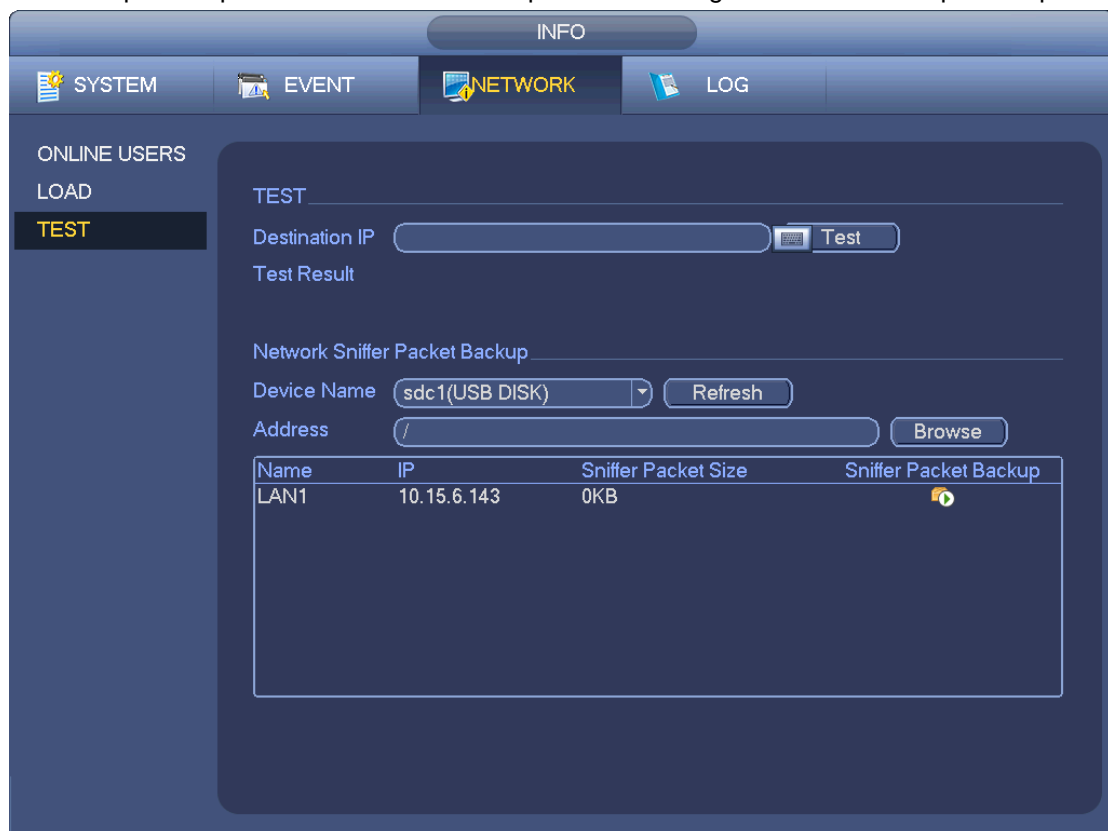 INFO
SYSTEM EVENT NETWORK LOG
ONLINE USERS
LOAD
TEST
TEST
Destination IP Test
Test Result
Network Sniffer Packet Backup
Device Name sdc1(USB DISK) Refresh
Address / Browse
Name IP Sniffer Packet Size Sniffer Packet Backup
LAN1 10.15.6.143 0KB